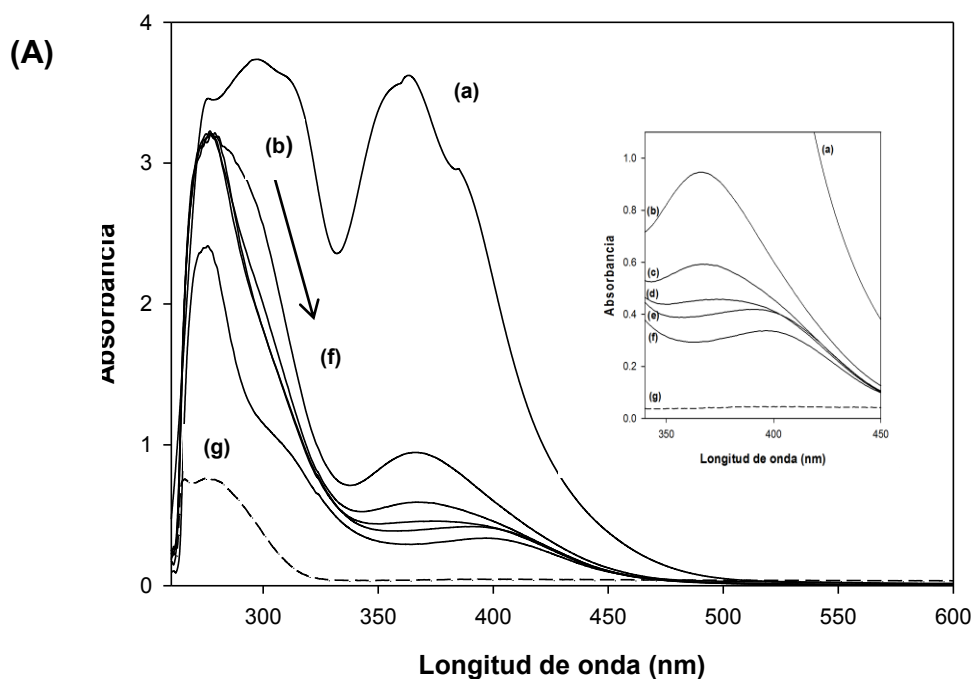 (A)
Absorbancia
4
3
2
1
0
300
350
400
450
500
550
600
Longitud de onda (nm)
(a)
(b)
(f)
(g)
Absorbancia
1.0
0.8
0.6
0.4
0.2
0.0
350
400
450
Longitud de onda (nm)
(a)
(b)
(c)
(d)
(e)
(f)
(g)